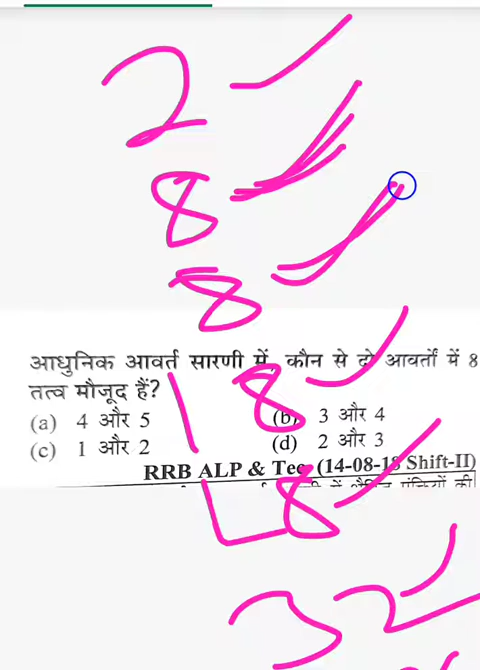 2
8
8
आधुनिक आवर्त सारणी में, कौन से दो आवर्तों में 8
तत्व मौजूद हैं?
18
(a) 4 और 5 (b) 3 और 4
(c) 1 और 2 (d) 2 और 3
RRB ALP & Tec. (14-08-18 Shift-II)
18
32